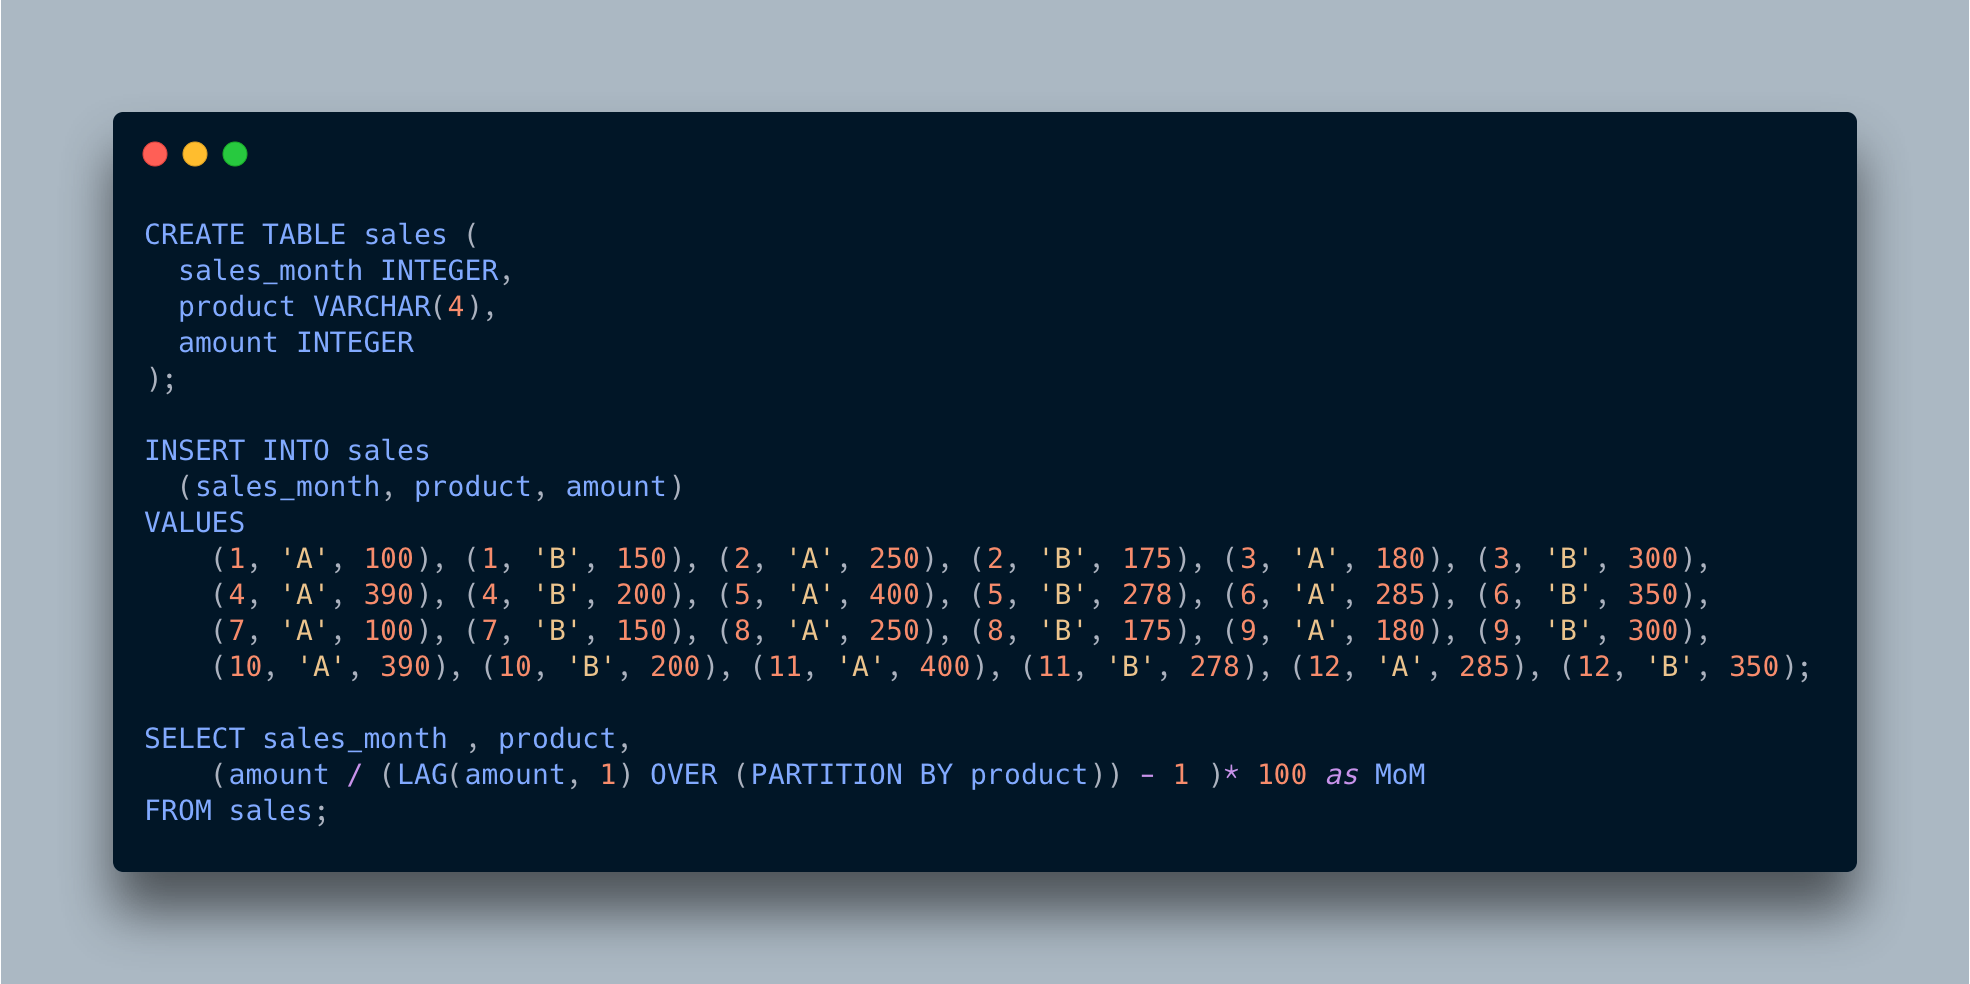 CREATE TABLE sales (
  sales_month INTEGER,
  product VARCHAR(4),
  amount INTEGER
);

INSERT INTO sales
  (sales_month, product, amount)
VALUES
    (1, 'A', 100), (1, 'B', 150), (2, 'A', 250), (2, 'B', 175), (3, 'A', 180), (3, 'B', 300),
    (4, 'A', 390), (4, 'B', 200), (5, 'A', 400), (5, 'B', 278), (6, 'A', 285), (6, 'B', 350),
    (7, 'A', 100), (7, 'B', 150), (8, 'A', 250), (8, 'B', 175), (9, 'A', 180), (9, 'B', 300),
    (10, 'A', 390), (10, 'B', 200), (11, 'A', 400), (11, 'B', 278), (12, 'A', 285), (12, 'B', 350);

SELECT sales_month , product,
    (amount / (LAG(amount, 1) OVER (PARTITION BY product)) - 1 )* 100 as MoM
FROM sales;